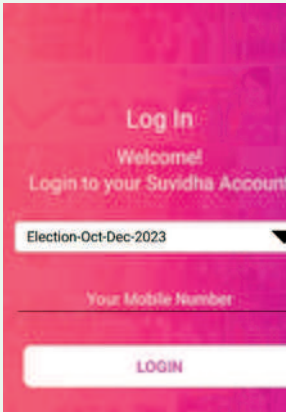 Log In
Welcome!
Login to your Suvidha Account
Election-Oct-Dec-2023
Your Mobile Number
LOGIN